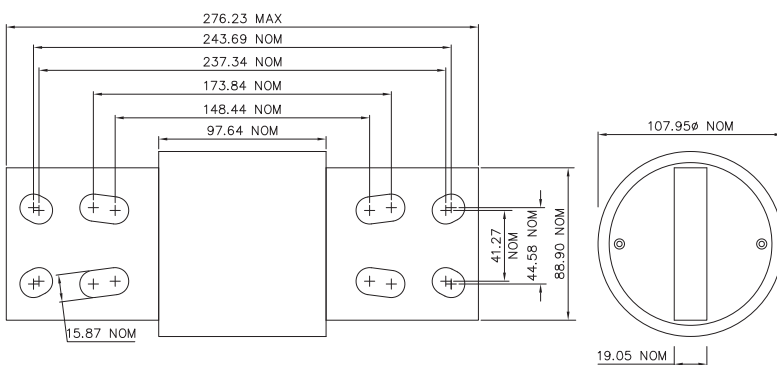 276.23 MAX
243.69 NOM
237.34 NOM
173.84 NOM
148.44 NOM
97.64 NOM
107.95ø NOM
41.27
NOM
44.58 NOM
88.90 NOM
15.87 NOM
19.05 NOM